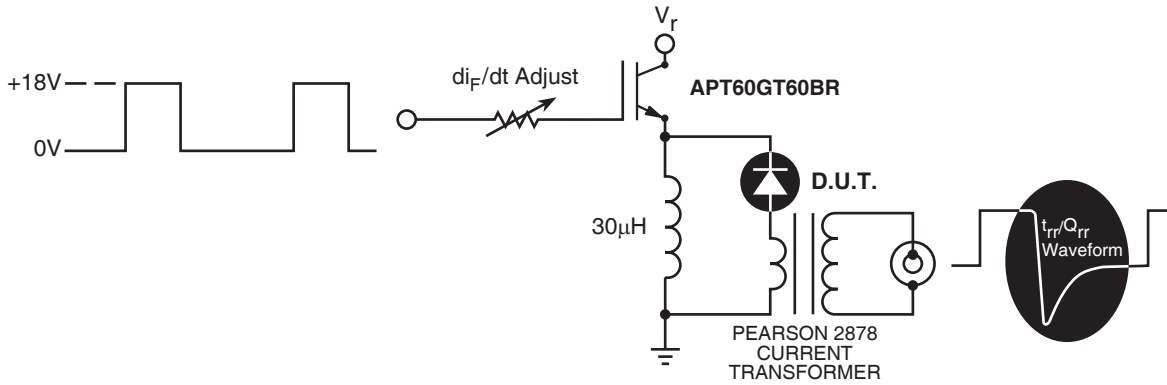 +18V
0V
di_F/dt Adjust
V_r
APT60GT60BR
30μH
D.U.T.
PEARSON 2878
CURRENT
TRANSFORMER
t_rr/Q_rr
Waveform